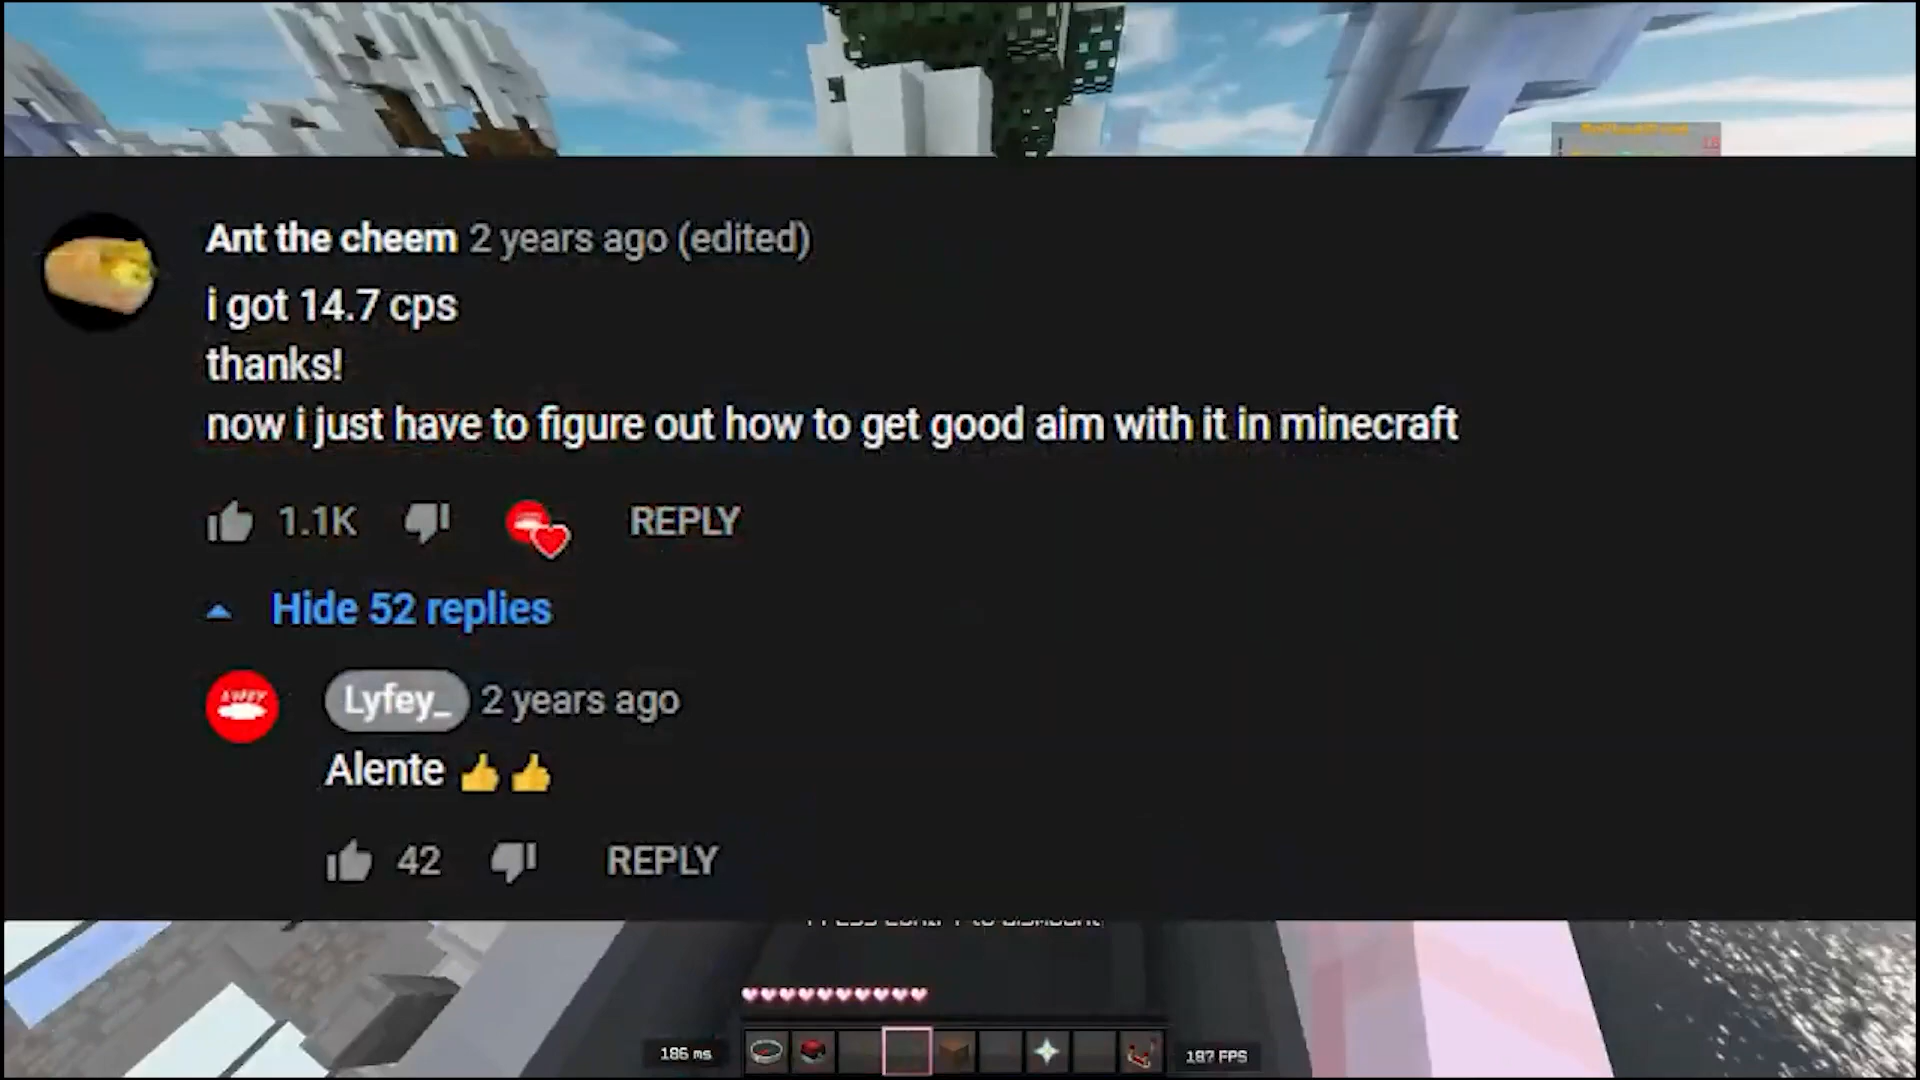 Ant the cheem 2 years ago (edited)
i got 14.7 cps
thanks!
now i just have to figure out how to get good aim with it in minecraft
1.1K REPLY
Hide 52 replies
LYFEY
Lyfey_ 2 years ago
Alente 👍👍
42 REPLY
186 ms
187 FPS